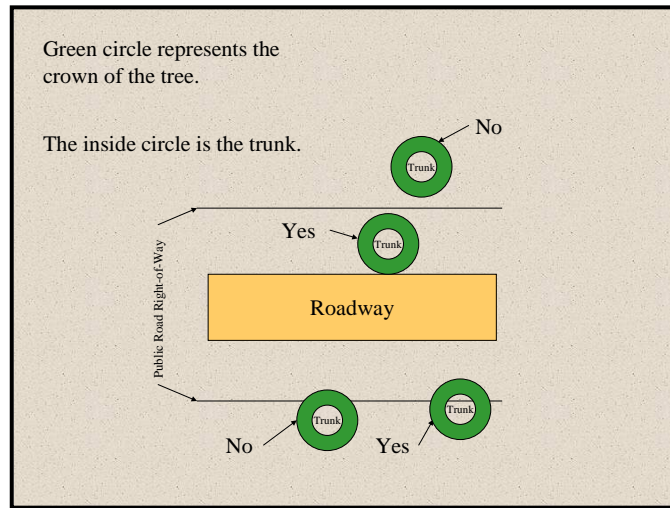 Green circle represents the
crown of the tree.
The inside circle is the trunk.
No
Trunk
Yes
Trunk
Public Road Right-of-Way
Roadway
Trunk
Trunk
No
Yes